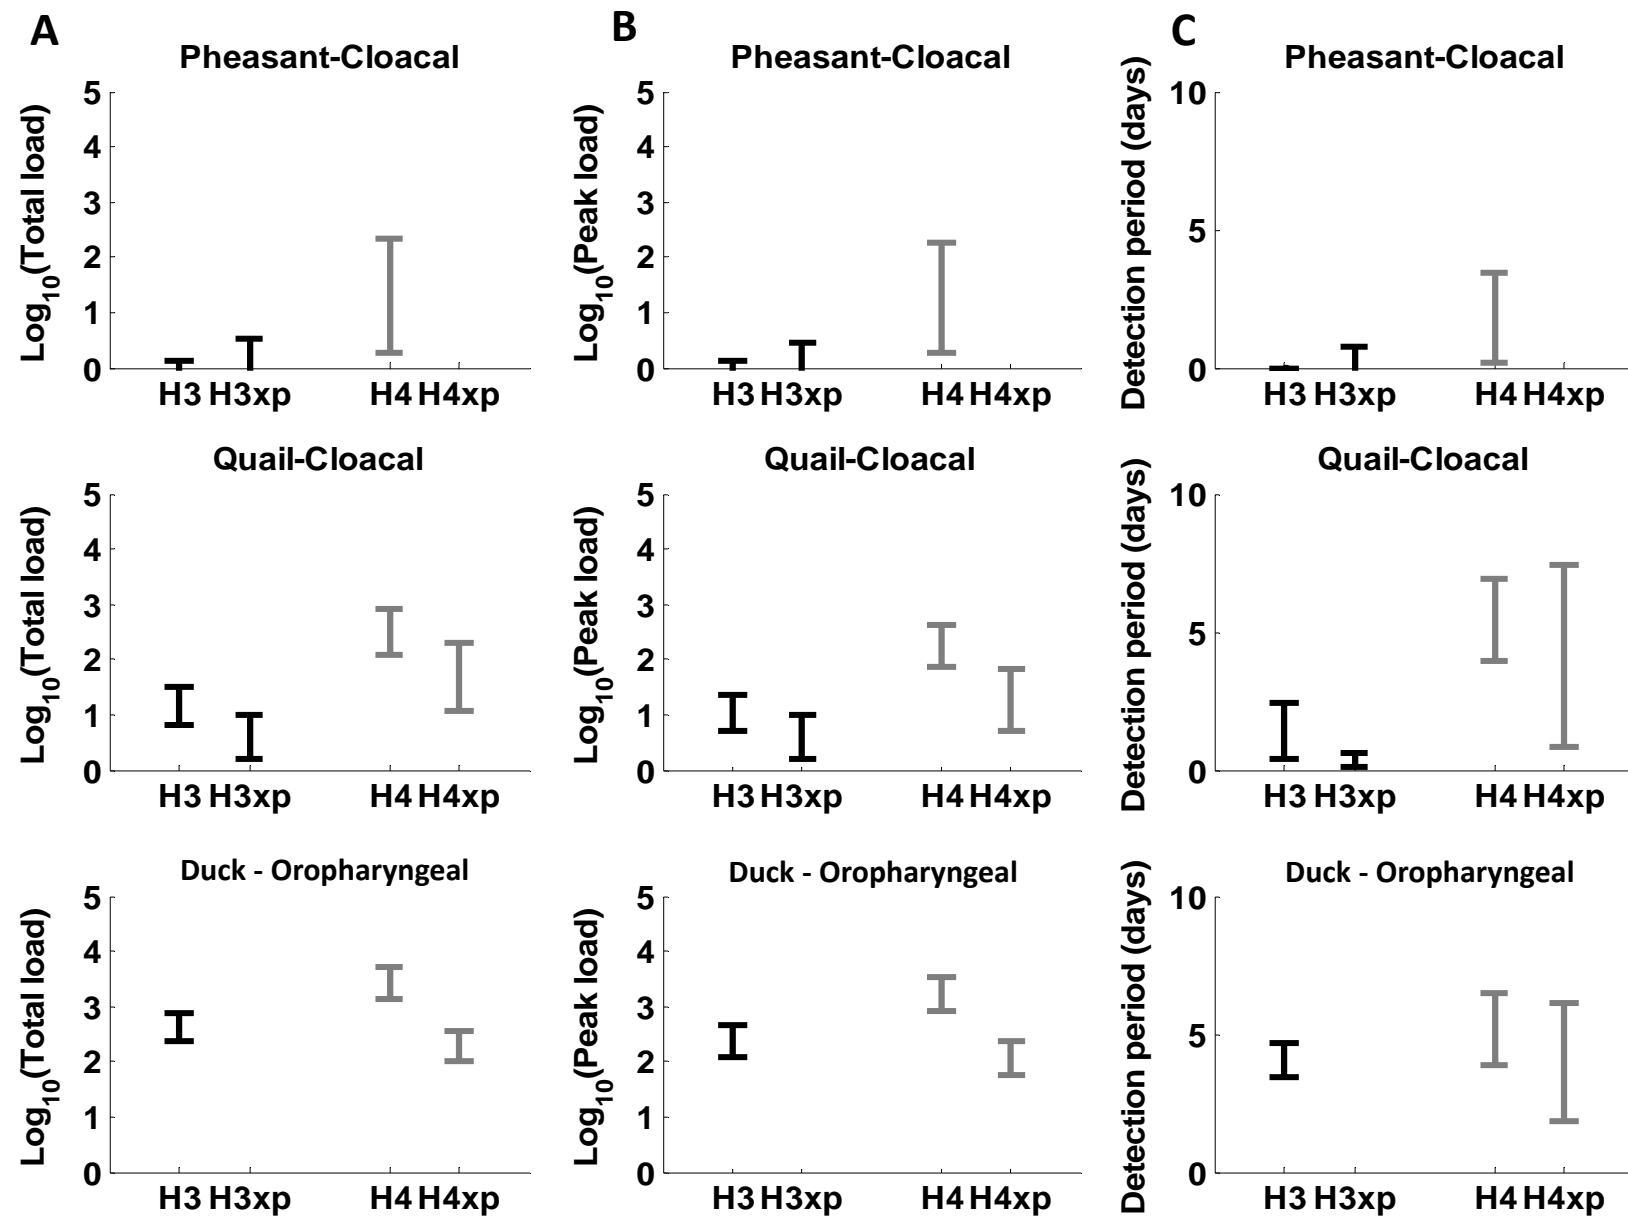 A
B
C
Pheasant-Cloacal
Pheasant-Cloacal
Pheasant-Cloacal
Log10(Total load)
5
4
3
2
1
0
H3 H3xp H4 H4xp
Log10(Peak load)
5
4
3
2
1
0
H3 H3xp H4 H4xp
Detection period (days)
10
5
0
H3 H3xp H4 H4xp
Quail-Cloacal
Quail-Cloacal
Quail-Cloacal
Log10(Total load)
5
4
3
2
1
0
H3 H3xp H4 H4xp
Log10(Peak load)
5
4
3
2
1
0
H3 H3xp H4 H4xp
Detection period (days)
10
5
0
H3 H3xp H4 H4xp
Duck - Oropharyngeal
Duck - Oropharyngeal
Duck - Oropharyngeal
Log10(Total load)
5
4
3
2
1
0
H3 H3xp H4 H4xp
Log10(Peak load)
5
4
3
2
1
0
H3 H3xp H4 H4xp
Detection period (days)
10
5
0
H3 H3xp H4 H4xp